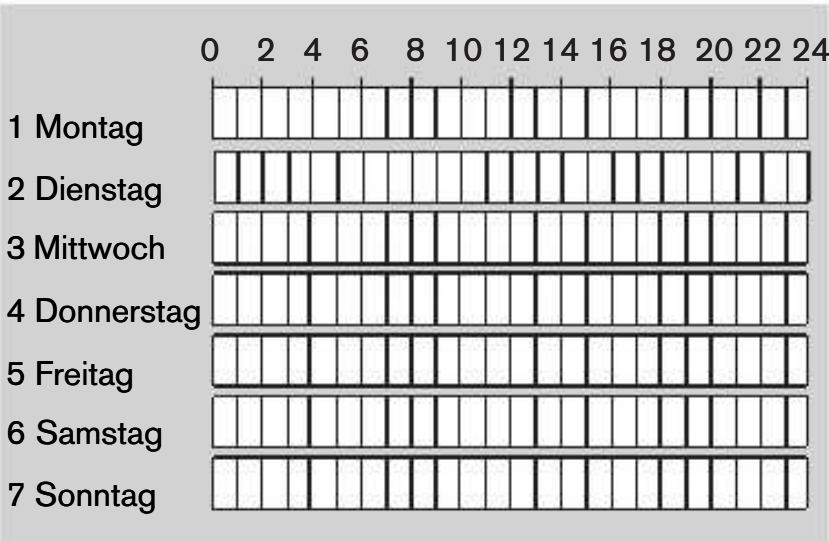 0 2 4 6 8 10 12 14 16 18 20 22 24
1 Montag
2 Dienstag
3 Mittwoch
4 Donnerstag
5 Freitag
6 Samstag
7 Sonntag